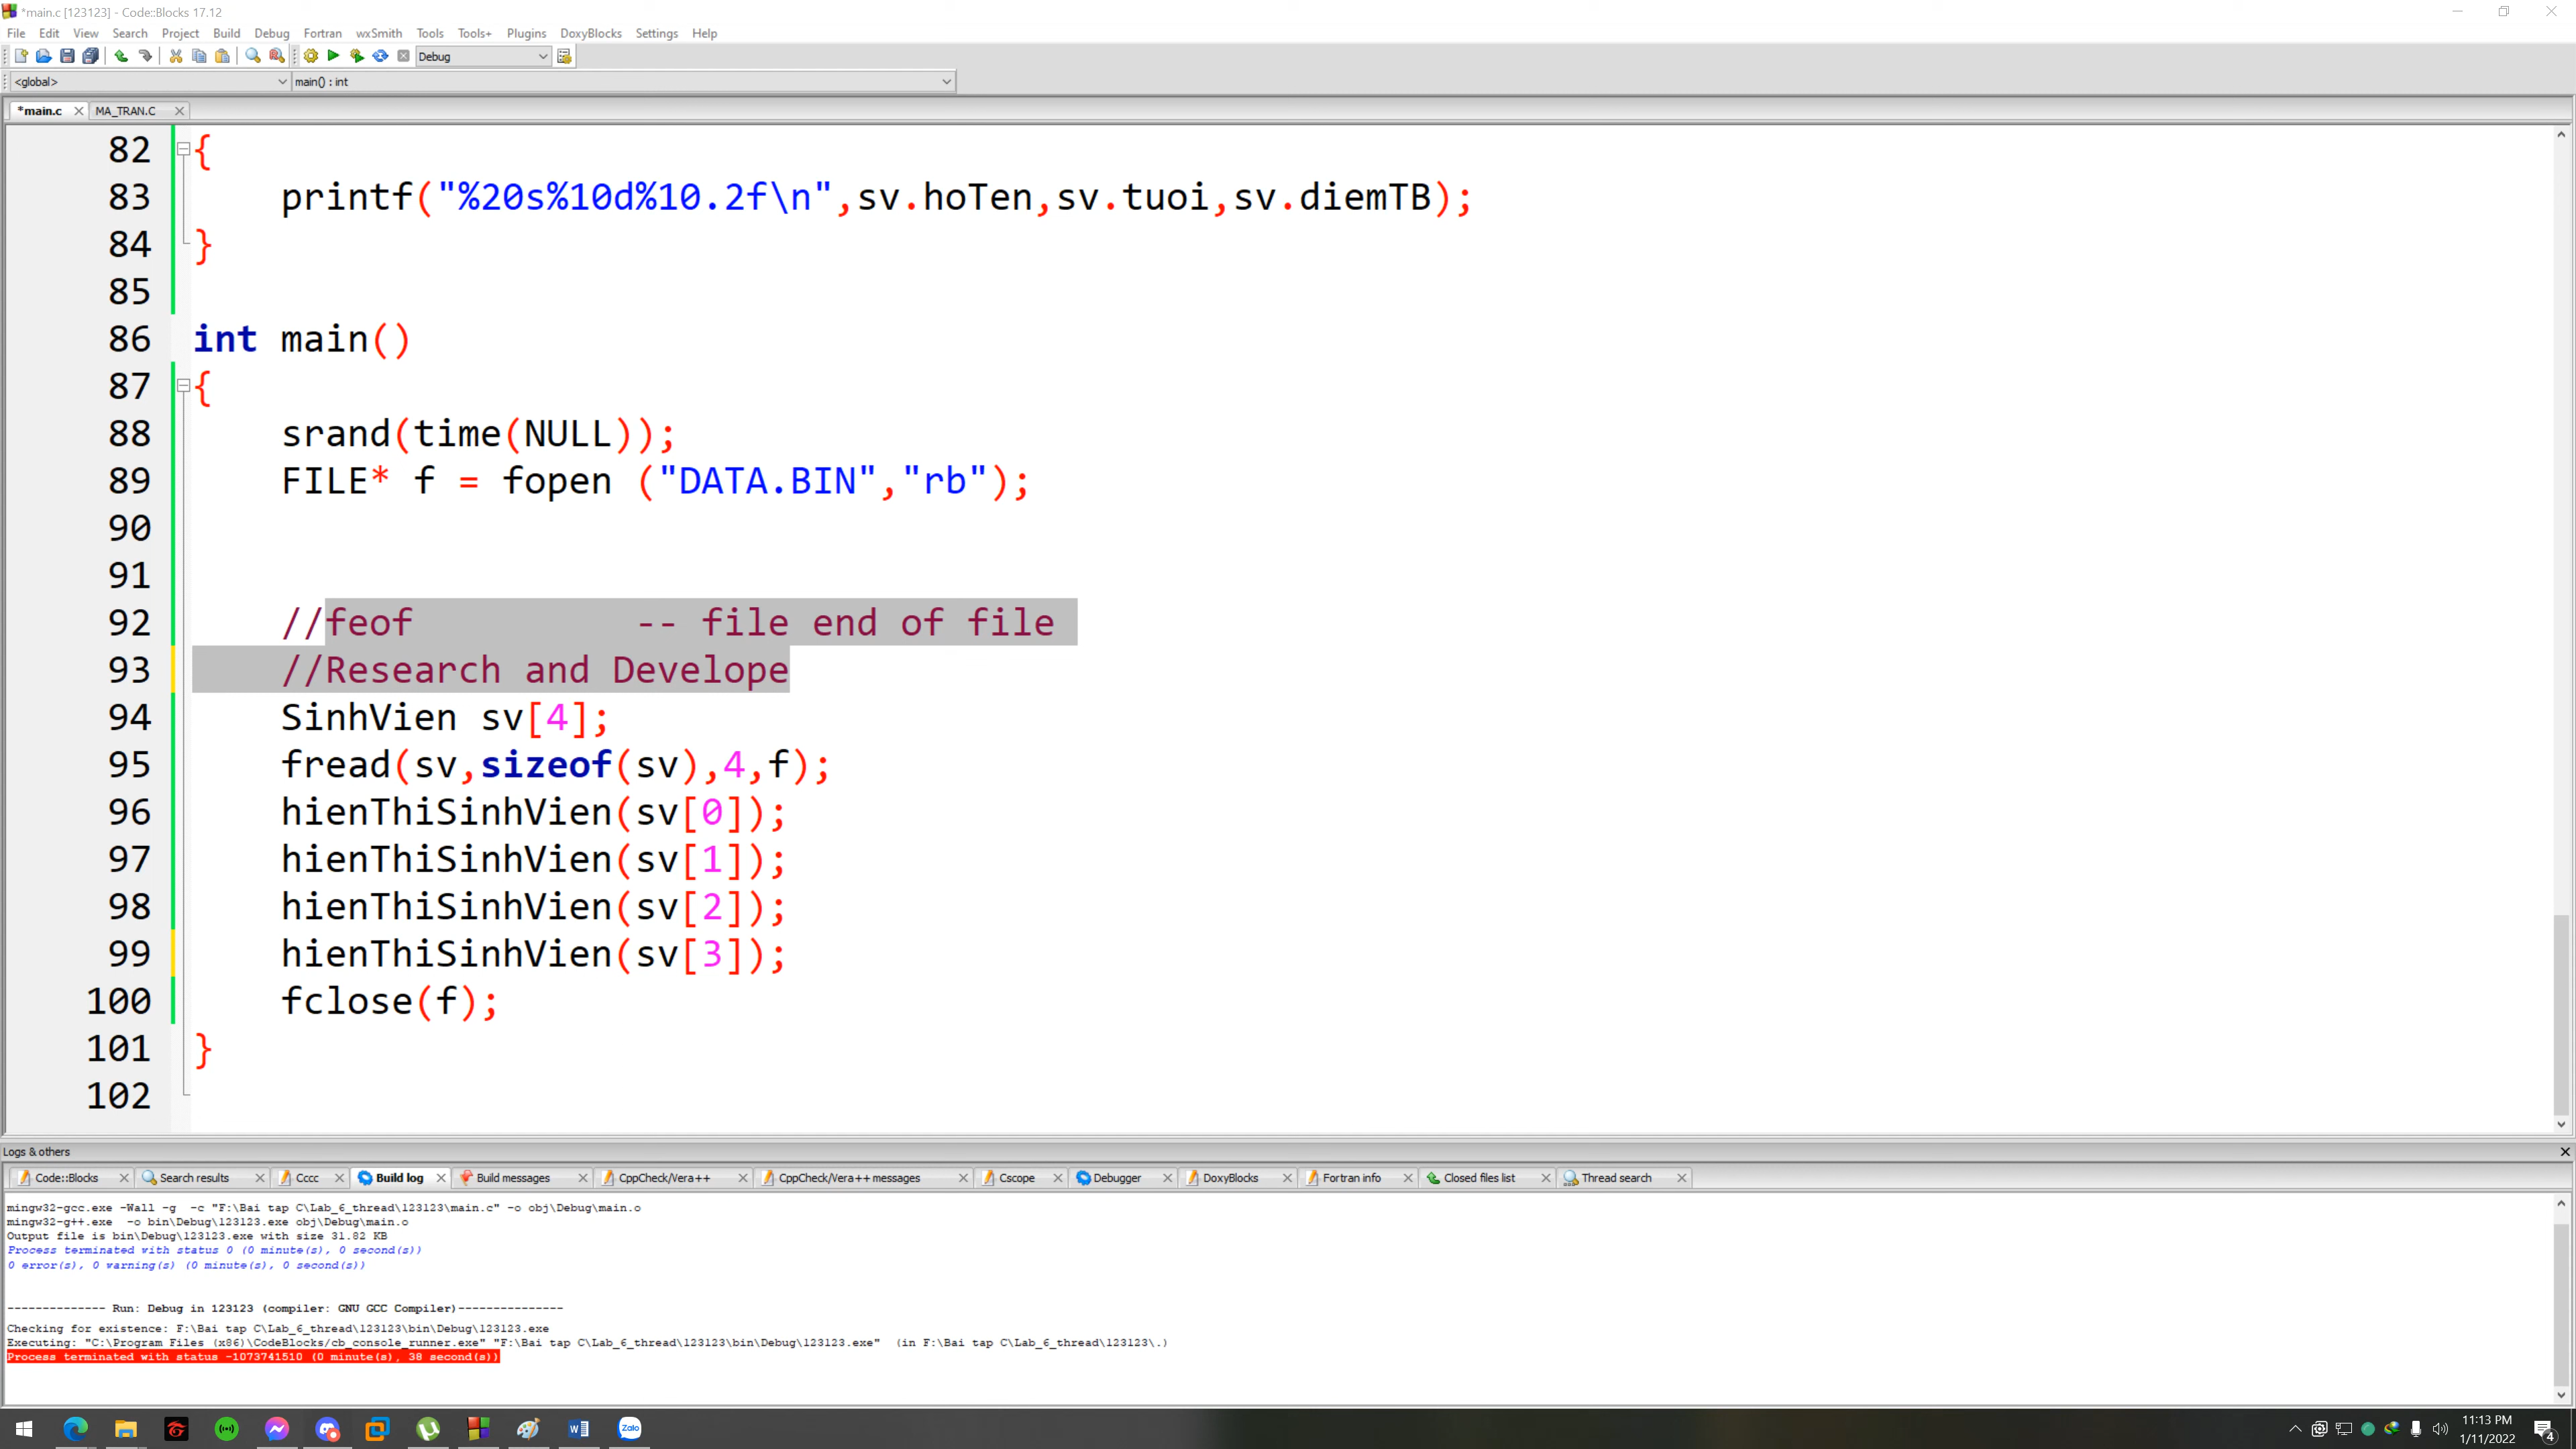 *main.c [123123] - Code::Blocks 17.12
File Edit View Search Project Build Debug Fortran wxSmith Tools Tools+ Plugins DoxyBlocks Settings Help
Debug
<global> main() : int
*main.c MA_TRAN.C
82 {
83 printf("%20s%10d%10.2f\n",sv.hoTen,sv.tuoi,sv.diemTB);
84 }
85
86 int main()
87 {
88 srand(time(NULL));
89 FILE* f = fopen ("DATA.BIN","rb");
90
91
92 //feof -- file end of file
93 //Research and Develope
94 SinhVien sv[4];
95 fread(sv,sizeof(sv),4,f);
96 hienThiSinhVien(sv[0]);
97 hienThiSinhVien(sv[1]);
98 hienThiSinhVien(sv[2]);
99 hienThiSinhVien(sv[3]);
100 fclose(f);
101 }
102
Logs & others
Code::Blocks Search results Cccc Build log Build messages CppCheck/Vera++ CppCheck/Vera++ messages Cscope Debugger DoxyBlocks Fortran info Closed files list Thread search
mingw32-gcc.exe -Wall -g -c "F:\Bai tap C\Lab_6_thread\123123\main.c" -o obj\Debug\main.o
mingw32-g++.exe -o bin\Debug\123123.exe obj\Debug\main.o
Output file is bin\Debug\123123.exe with size 31.82 KB
Process terminated with status 0 (0 minute(s), 0 second(s))
0 error(s), 0 warning(s) (0 minute(s), 0 second(s))
-------------- Run: Debug in 123123 (compiler: GNU GCC Compiler)---------------
Checking for existence: F:\Bai tap C\Lab_6_thread\123123\bin\Debug\123123.exe
Executing: "C:\Program Files (x86)\CodeBlocks/cb_console_runner.exe" "F:\Bai tap C\Lab_6_thread\123123\bin\Debug\123123.exe" (in F:\Bai tap C\Lab_6_thread\123123\.)
Process terminated with status -1073741510 (0 minute(s), 38 second(s))
Zalo
11:13 PM
1/11/2022
4